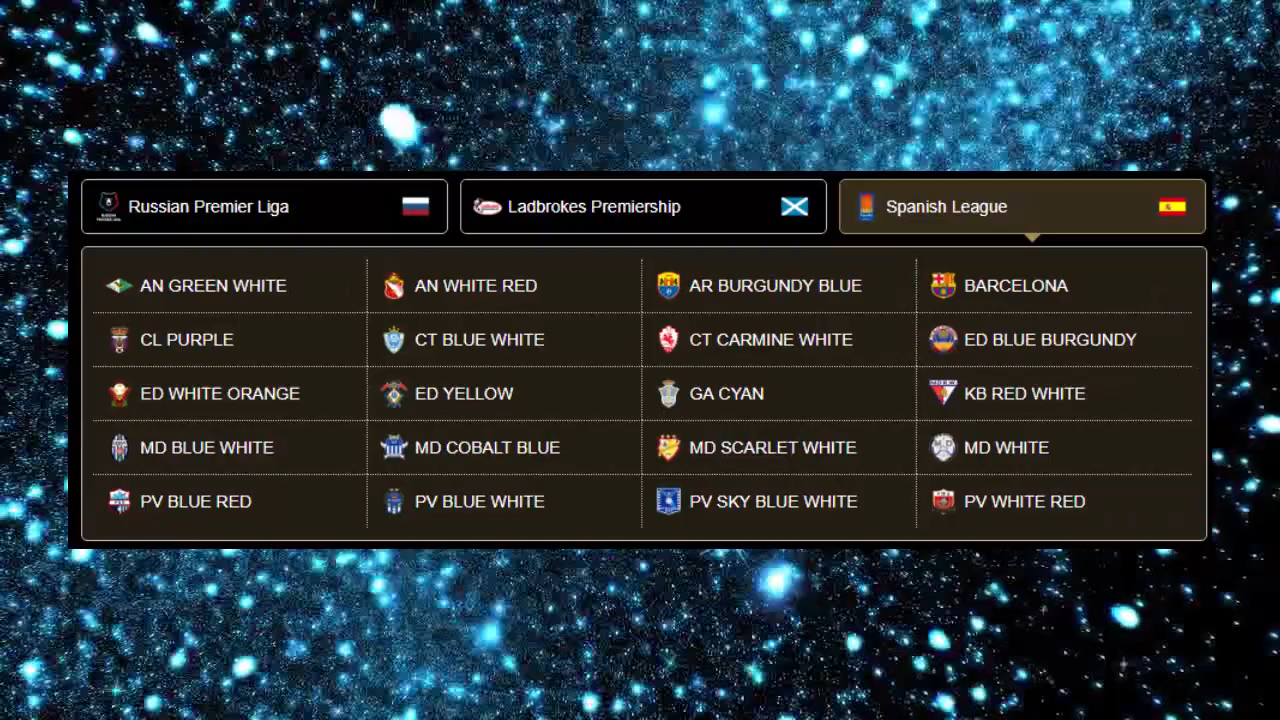 Russian Premier Liga
Ladbrokes Premiership
Spanish League
AN GREEN WHITE
AN WHITE RED
AR BURGUNDY BLUE
BARCELONA
CL PURPLE
CT BLUE WHITE
CT CARMINE WHITE
ED BLUE BURGUNDY
ED WHITE ORANGE
ED YELLOW
GA CYAN
KB RED WHITE
MD BLUE WHITE
MD COBALT BLUE
MD SCARLET WHITE
MD WHITE
PV BLUE RED
PV BLUE WHITE
PV SKY BLUE WHITE
PV WHITE RED